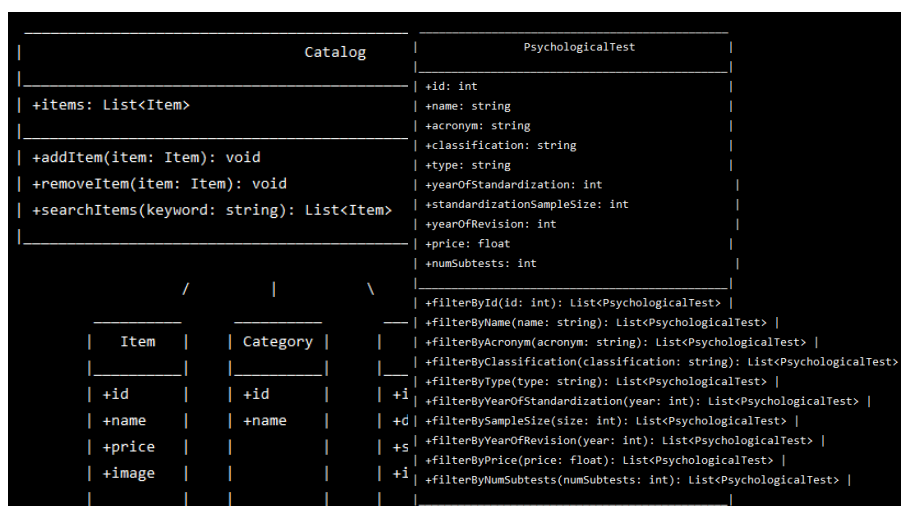 Catalog
+items: List<Item>
+addItem(item: Item): void
+removeItem(item: Item): void
+searchItems(keyword: string): List<Item>
/ | \
Item
+id
+name
+price
+image
Category
+id
+name
+i
+d
+s
+i
PsychologicalTest
+id: int
+name: string
+acronym: string
+classification: string
+type: string
+yearOfStandardization: int
+standardizationSampleSize: int
+yearOfRevision: int
+price: float
+numSubtests: int
+filterById(id: int): List<PsychologicalTest>
+filterByName(name: string): List<PsychologicalTest>
+filterByAcronym(acronym: string): List<PsychologicalTest>
+filterByClassification(classification: string): List<PsychologicalTest>
+filterByType(type: string): List<PsychologicalTest>
+filterByYearOfStandardization(year: int): List<PsychologicalTest>
+filterBySampleSize(size: int): List<PsychologicalTest>
+filterByYearOfRevision(year: int): List<PsychologicalTest>
+filterByPrice(price: float): List<PsychologicalTest>
+filterByNumSubtests(numSubtests: int): List<PsychologicalTest>